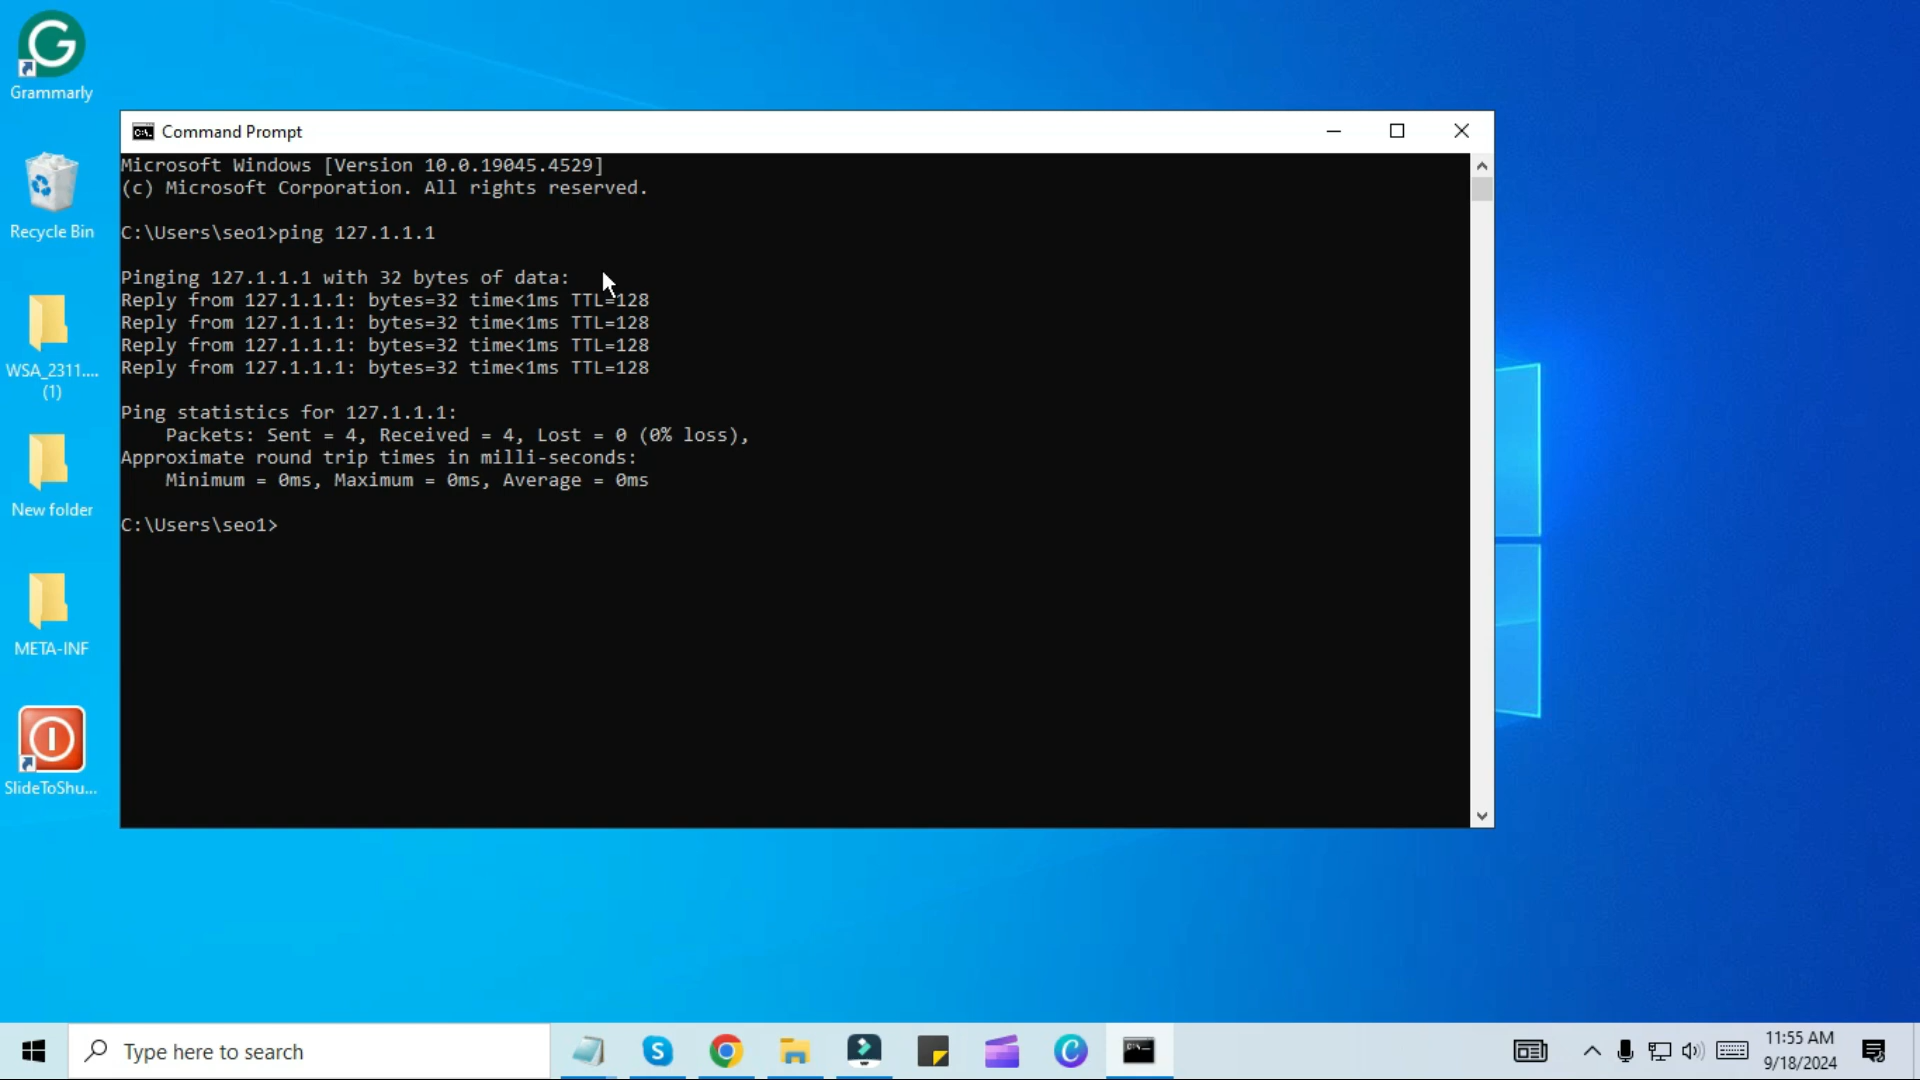 Grammarly
Recycle Bin
WSA_2311....
(1)
New folder
META-INF
SlideToShu...
Command Prompt
Microsoft Windows [Version 10.0.19045.4529]
(c) Microsoft Corporation. All rights reserved.
C:\Users\seo1>ping 127.1.1.1
Pinging 127.1.1.1 with 32 bytes of data:
Reply from 127.1.1.1: bytes=32 time<1ms TTL=128
Reply from 127.1.1.1: bytes=32 time<1ms TTL=128
Reply from 127.1.1.1: bytes=32 time<1ms TTL=128
Reply from 127.1.1.1: bytes=32 time<1ms TTL=128
Ping statistics for 127.1.1.1:
Packets: Sent = 4, Received = 4, Lost = 0 (0% loss),
Approximate round trip times in milli-seconds:
Minimum = 0ms, Maximum = 0ms, Average = 0ms
C:\Users\seo1>
Type here to search
11:55 AM
9/18/2024